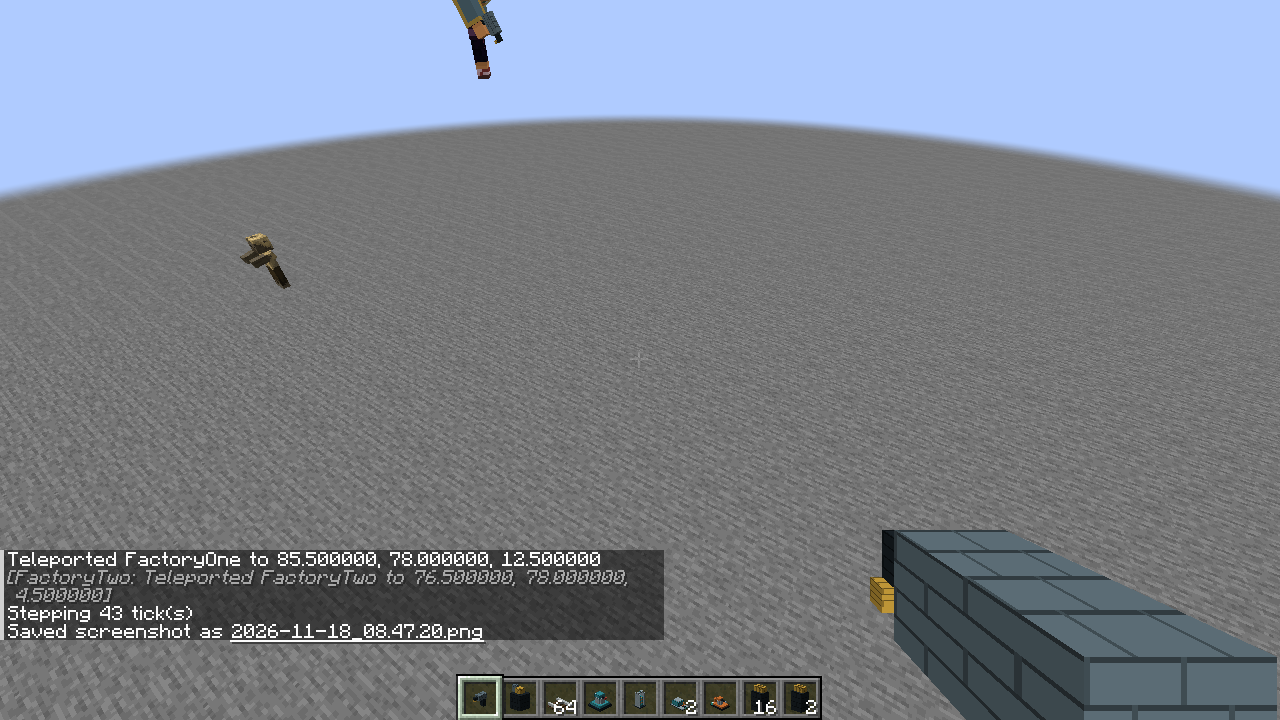 Teleported FactoryOne to 85.500000, 78.000000, 12.500000
[FactoryTwo: Teleported FactoryTwo to 76.500000, 78.000000,
4.500000]
Stepping 43 tick(s)
Saved screenshot as 2026-11-18_08.47.20.png
64 2 16 2